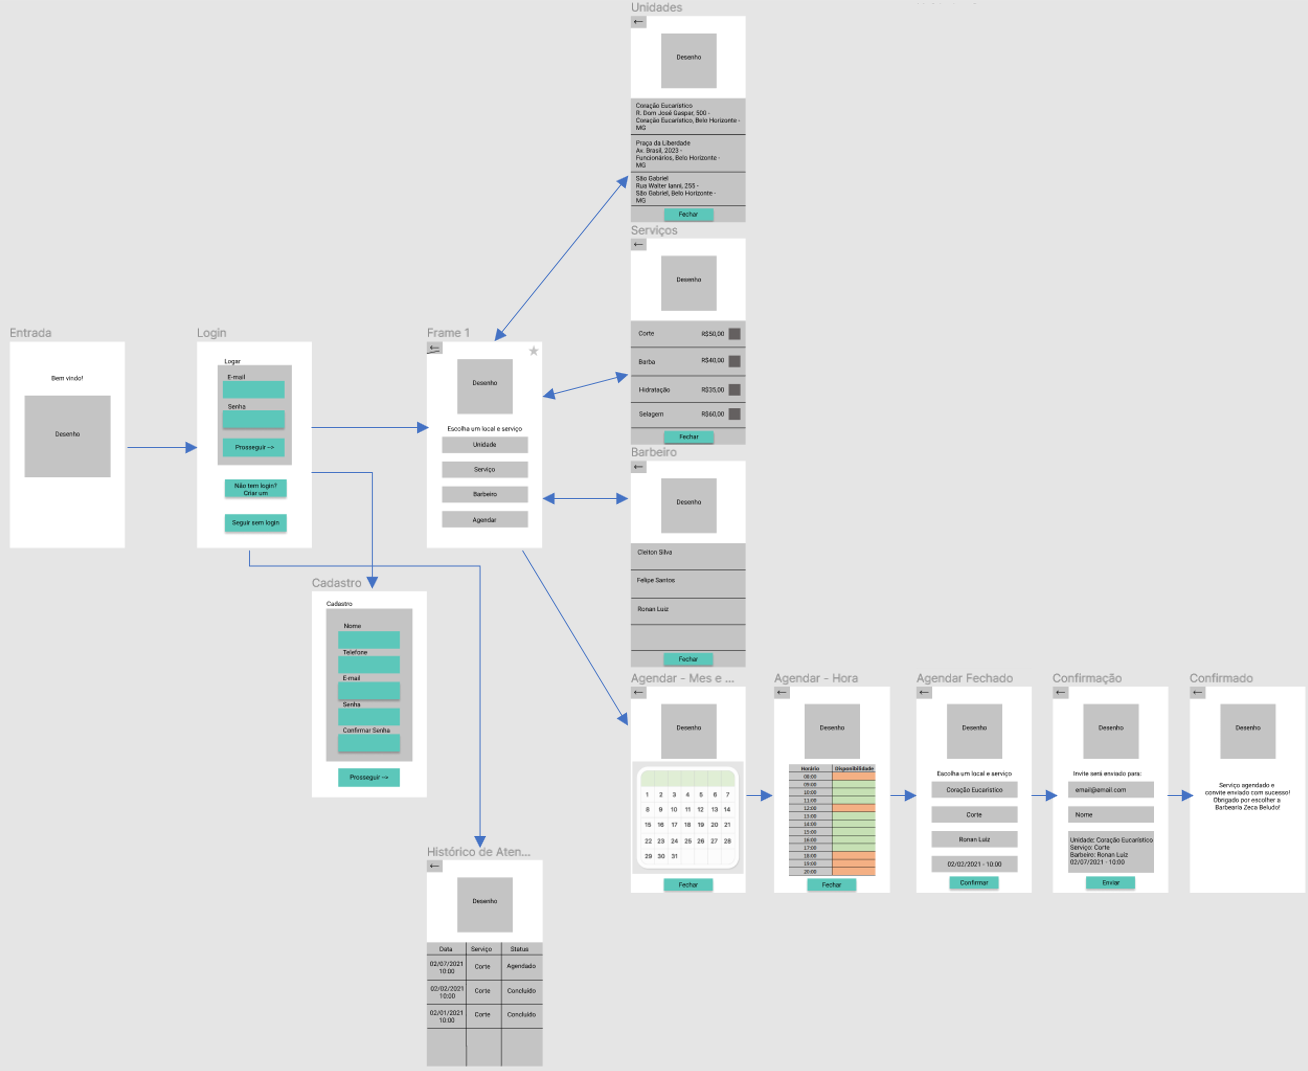 Unidades
←
Desenho
Coração Eucarístico
R. Dom José Gaspar, 500 -
Coração Eucarístico, Belo Horizonte -
MG
Praça da Liberdade
Av. Brasil, 2023 -
Funcionários, Belo Horizonte -
MG
São Gabriel
Rua Walter Ianni, 255 -
São Gabriel, Belo Horizonte -
MG
Fechar
Serviços
←
Desenho
Corte R$50,00
Barba R$40,00
Hidratação R$35,00
Selagem R$60,00
Fechar
Entrada
Bem vindo!
Desenho
Login
Logar
E-mail
Senha
Prosseguir -->
Não tem login?
Criar um
Seguir sem login
Frame 1
←
Desenho
Escolha um local e serviço
Unidade
Serviço
Barbeiro
Agendar
Barbeiro
←
Desenho
Cleiton Silva
Felipe Santos
Ronan Luiz
Fechar
Cadastro
Cadastro
Nome
Telefone
E-mail
Senha
Confirmar Senha
Prosseguir -->
Agendar - Mes e ...
←
Desenho
1 2 3 4 5 6 7
8 9 10 11 12 13 14
15 16 17 18 19 20 21
22 23 24 25 26 27 28
29 30 31
Fechar
Agendar - Hora
←
Desenho
Horário Disponibilidade
08:00
09:00
10:00
11:00
12:00
13:00
14:00
15:00
16:00
17:00
18:00
19:00
20:00
Fechar
Agendar Fechado
←
Desenho
Escolha um local e serviço
Coração Eucarístico
Corte
Ronan Luiz
02/02/2021 - 10:00
Confirmar
Confirmação
←
Desenho
Invite será enviado para:
email@email.com
Nome
Unidade: Coração Eucarístico
Serviço: Corte
Barbeiro: Ronan Luiz
02/07/2021 - 10:00
Enviar
Confirmado
←
Desenho
Serviço agendado e
convite enviado com sucesso!
Obrigado por escolher a
Barbearia Zeca Beludo!
Histórico de Aten...
←
Desenho
Data Serviço Status
02/07/2021
10:00 Corte Agendado
02/02/2021
10:00 Corte Concluído
02/01/2021
10:00 Corte Concluído